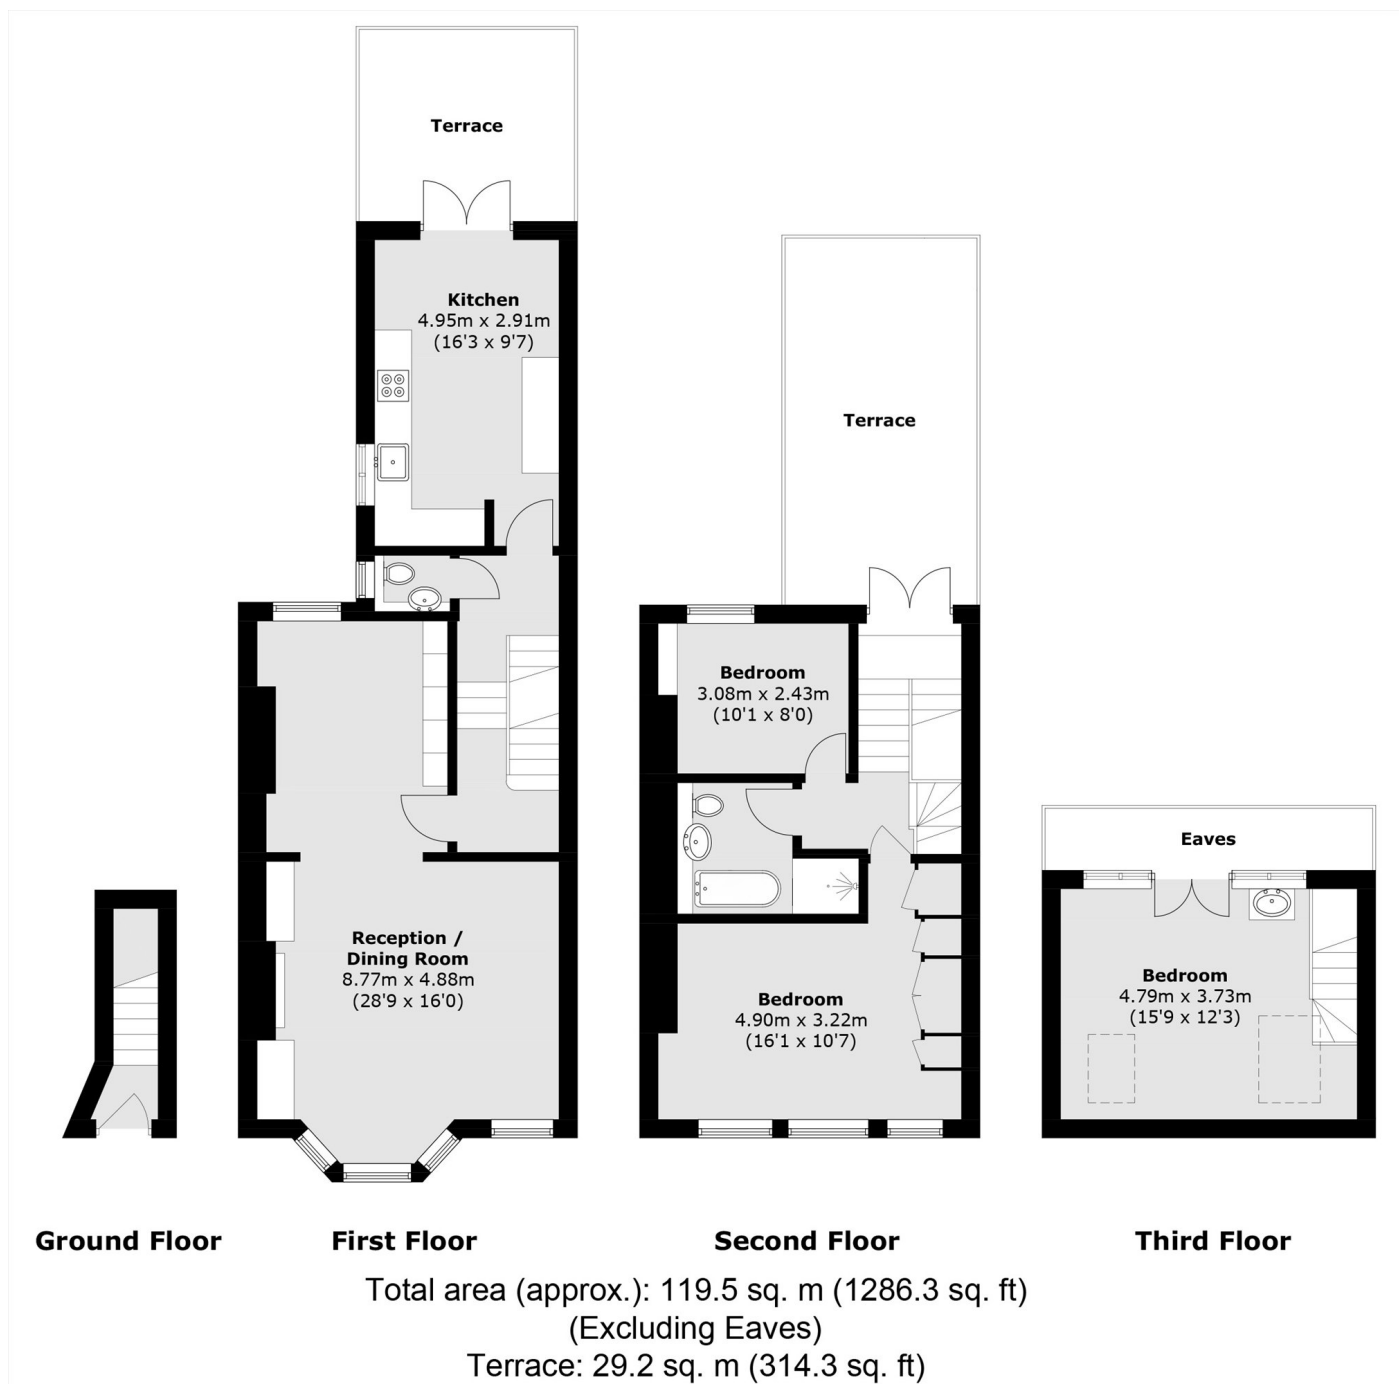 Terrace
Kitchen
4.95m x 2.91m
(16'3 x 9'7)
Reception /
Dining Room
8.77m x 4.88m
(28'9 x 16'0)
Terrace
Bedroom
3.08m x 2.43m
(10'1 x 8'0)
Bedroom
4.90m x 3.22m
(16'1 x 10'7)
Eaves
Bedroom
4.79m x 3.73m
(15'9 x 12'3)
Ground Floor
First Floor
Second Floor
Third Floor
Total area (approx.): 119.5 sq. m (1286.3 sq. ft)
(Excluding Eaves)
Terrace: 29.2 sq. m (314.3 sq. ft)